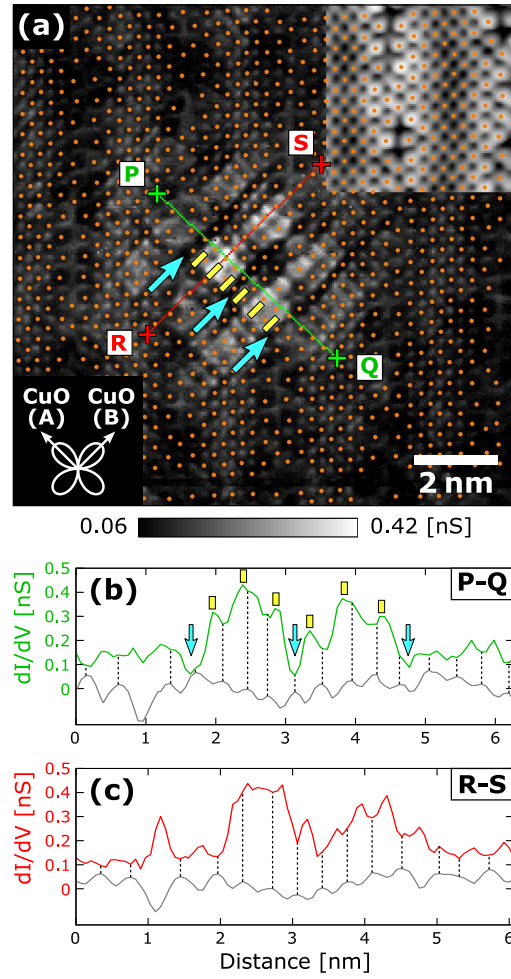 (a)
S
P
R
Q
CuO CuO
(A) (B)
2 nm
0.06 0.42 [nS]
(b)
P-Q
dI/dV [nS]
0.5
0.4
0.3
0.2
0.1
0
0 1 2 3 4 5 6
(c)
R-S
dI/dV [nS]
0.5
0.4
0.3
0.2
0.1
0
0 1 2 3 4 5 6
Distance [nm]